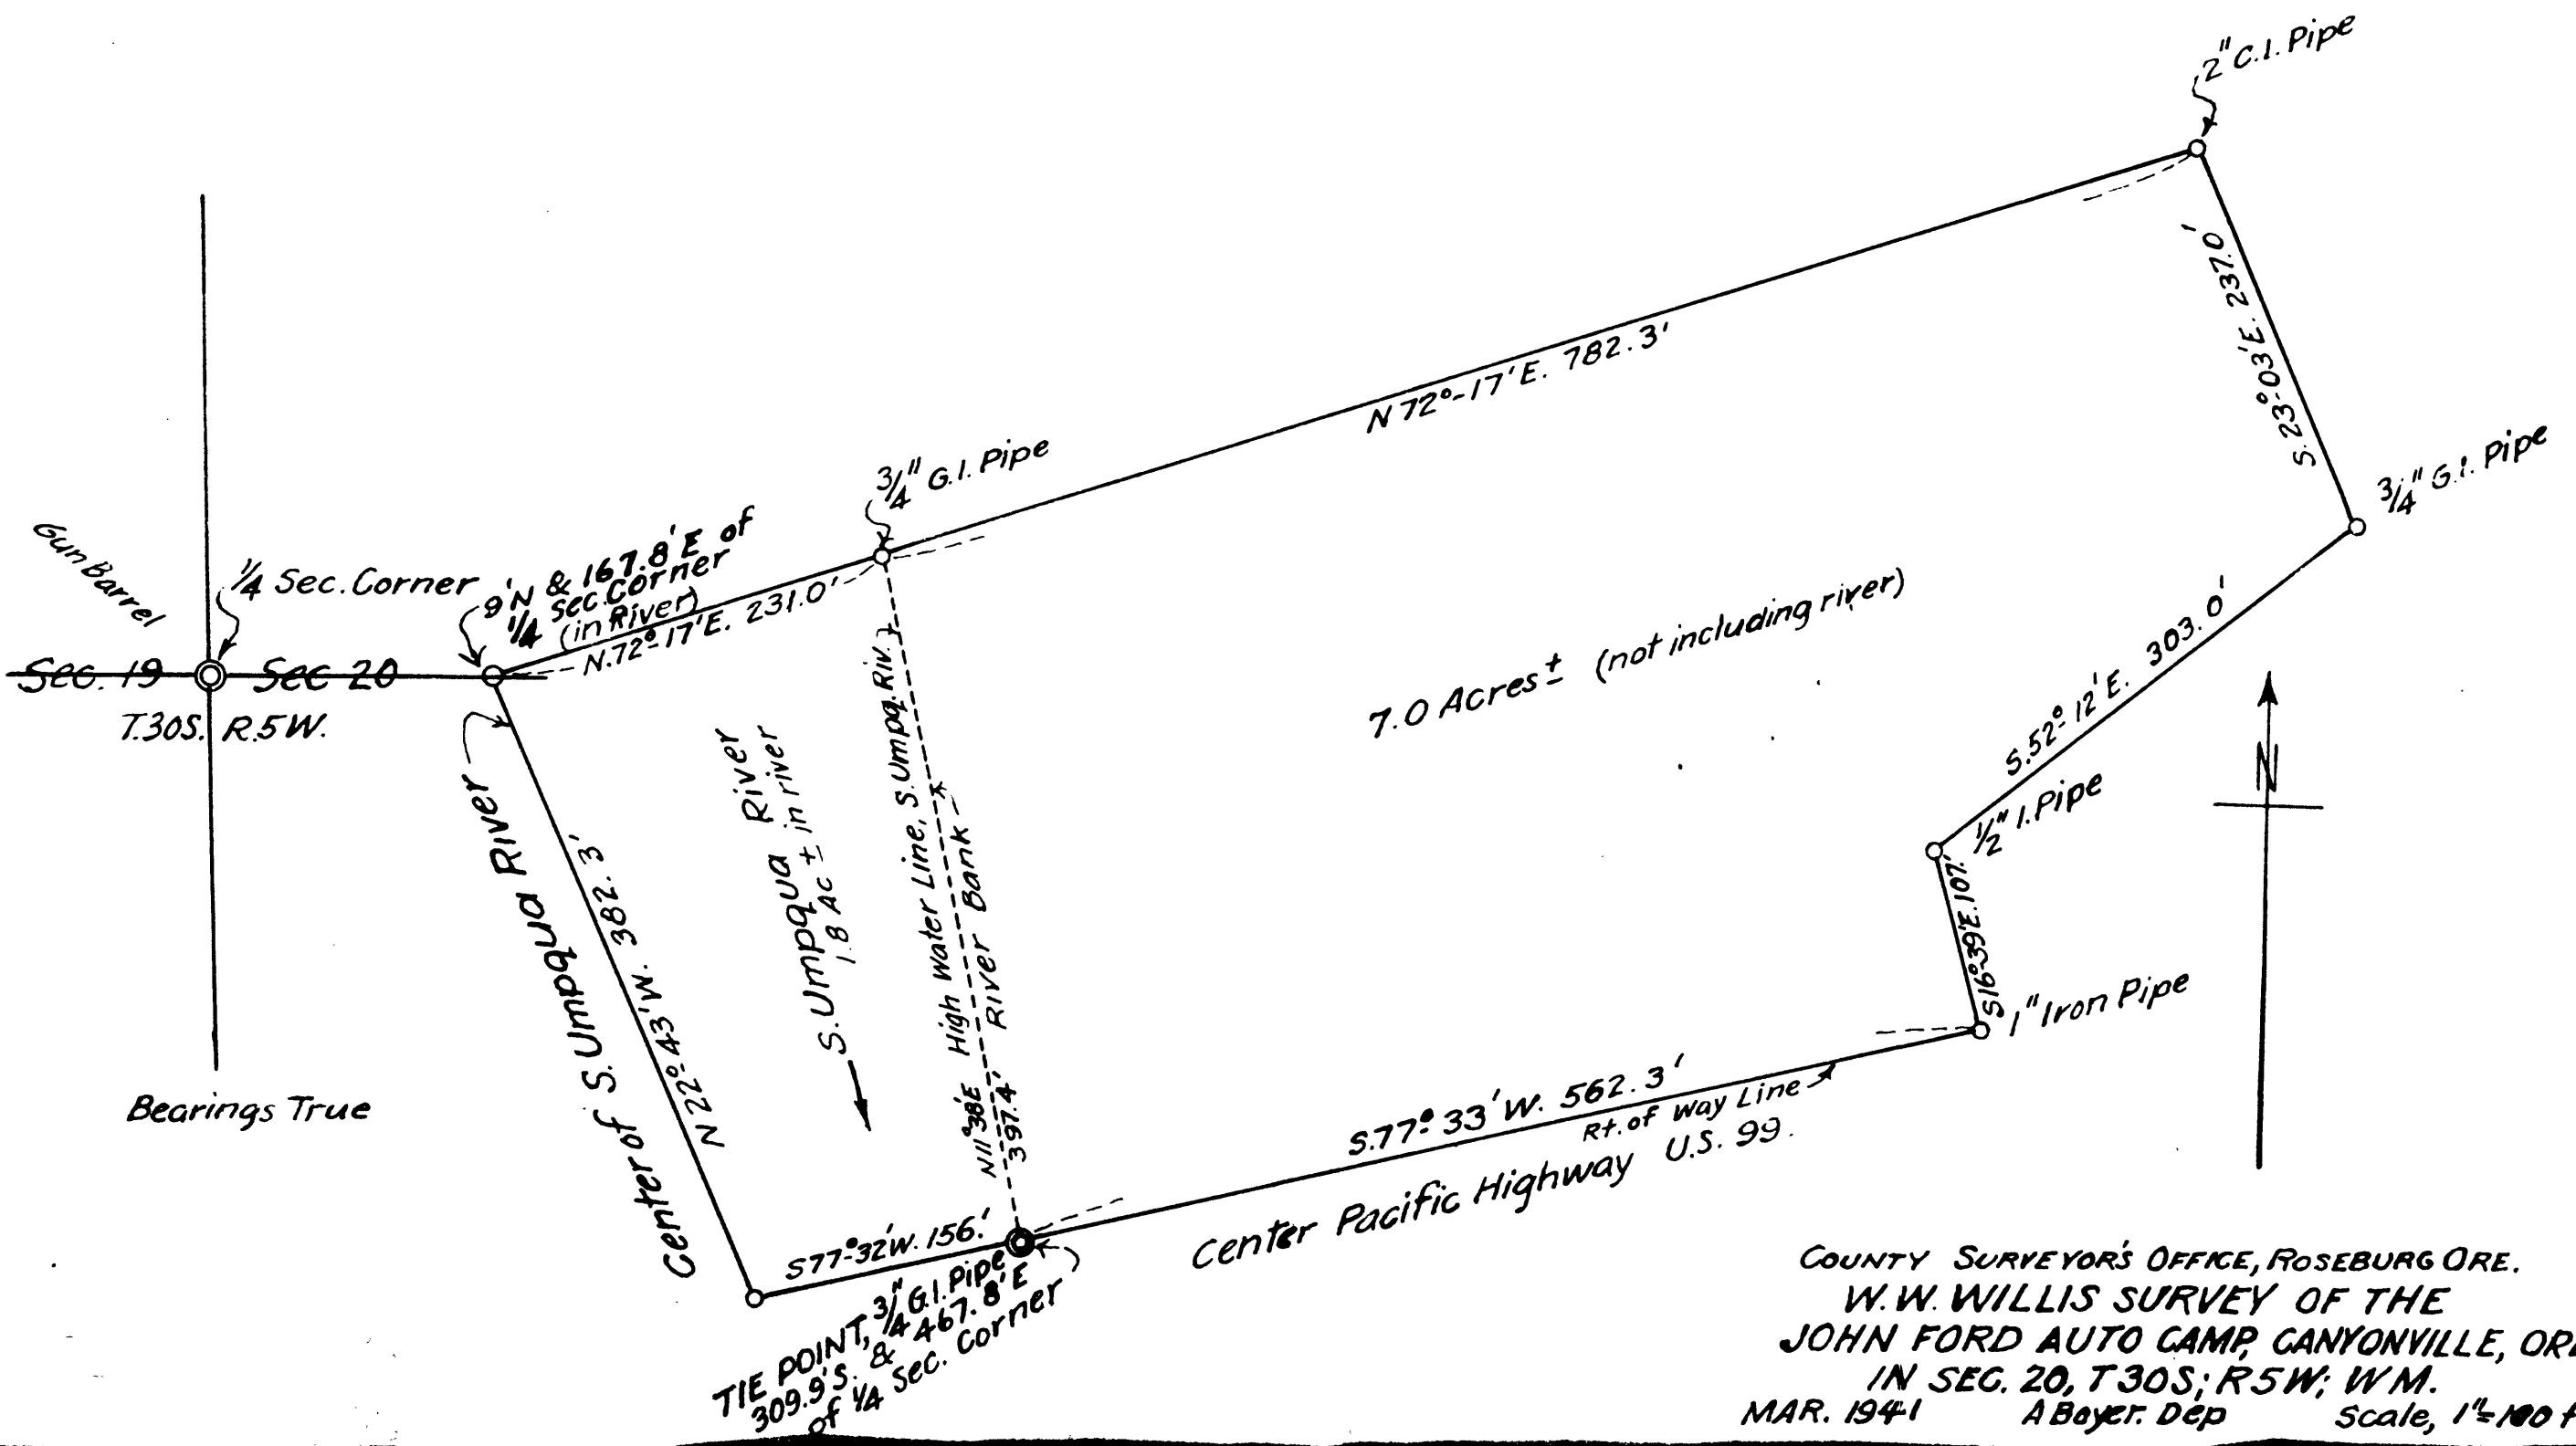 2" C.I. Pipe
N 72°-17'E. 782.3'
S. 23°-03'E. 237.0'
3/4" G.I. Pipe
3/4" G.I. Pipe
Gun Barrel
1/4 Sec. Corner
9'N & 167.8'E of
1/4 Sec. Corner
(in River)
N. 72°-17'E. 231.0'
Sec. 19 Sec 20
T.30S. R.5W.
7.0 Acres ± (not including river)
S. 52°-12'E. 303.0'
N
1/2" I. Pipe
S16°39'E. 107.'
1" Iron Pipe
Center of S. Umpqua River
N 22°-43'W. 382.3'
S. Umpqua River
1.8 Ac ± in river
High Water Line, S. Umpq. Riv.
River Bank
N11°38'E
397.4'
Bearings True
S77°-32'W. 156.'
S. 77°-33'W. 562.3'
Rt. of Way Line
Center Pacific Highway U.S. 99.
TIE POINT, 3/4" G.I. Pipe
309.9'S. & 467.8'E
of 1/4 Sec. Corner
COUNTY SURVEYOR'S OFFICE, ROSEBURG ORE.
W.W. WILLIS SURVEY OF THE
JOHN FORD AUTO CAMP, CANYONVILLE, ORE
IN SEC. 20, T30S; R5W; WM.
MAR. 1941 A Boyer. Dep Scale, 1"=100 f